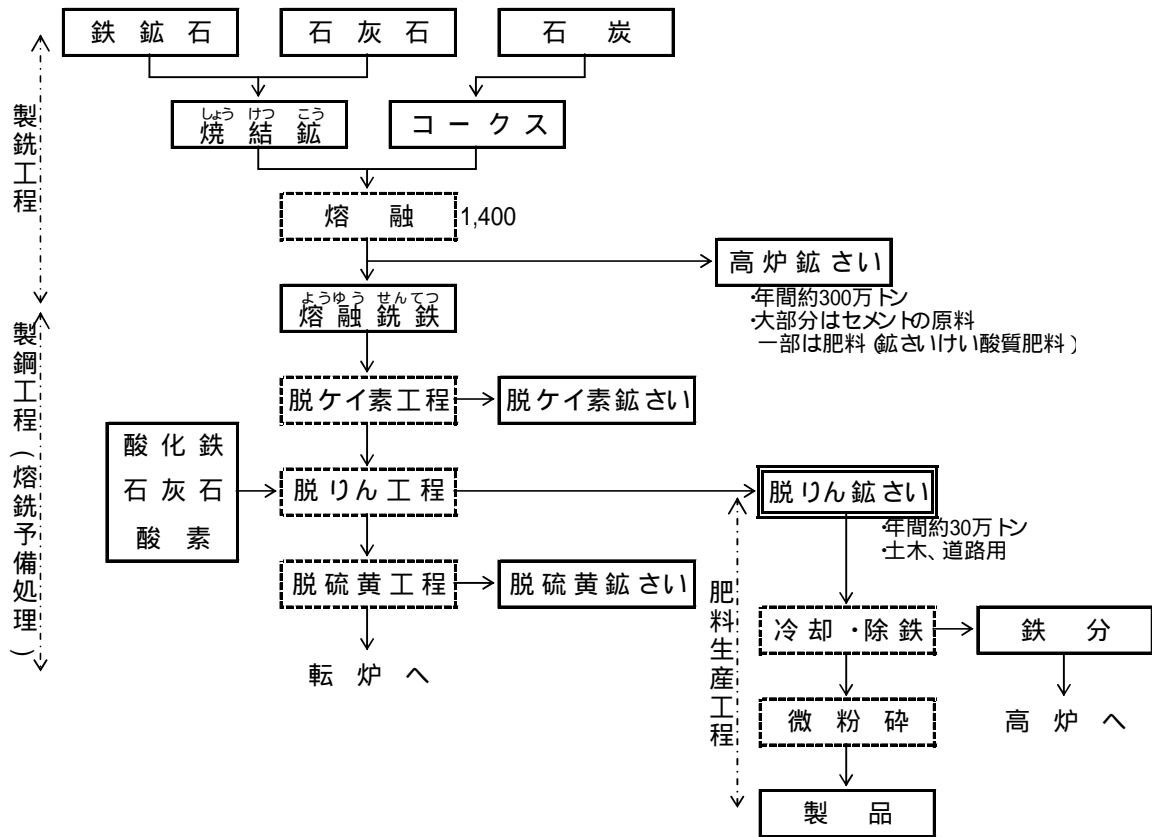 鉄鉱石
石灰石
石炭
製銑工程
しょうけつこう
焼結鉱
コークス
熔融
1,400
高炉鉱さい
・年間約300万トン
・大部分はセメントの原料
一部は肥料(鉱さいけい酸質肥料)
ようゆうせんてつ
熔融銑鉄
製鋼工程(熔銑予備処理)
脱ケイ素工程
脱ケイ素鉱さい
酸化鉄
石灰石
酸素
脱りん工程
脱りん鉱さい
・年間約30万トン
・土木、道路用
脱硫黄工程
脱硫黄鉱さい
肥料生産工程
冷却・除鉄
鉄分
転炉へ
微粉砕
高炉へ
製品